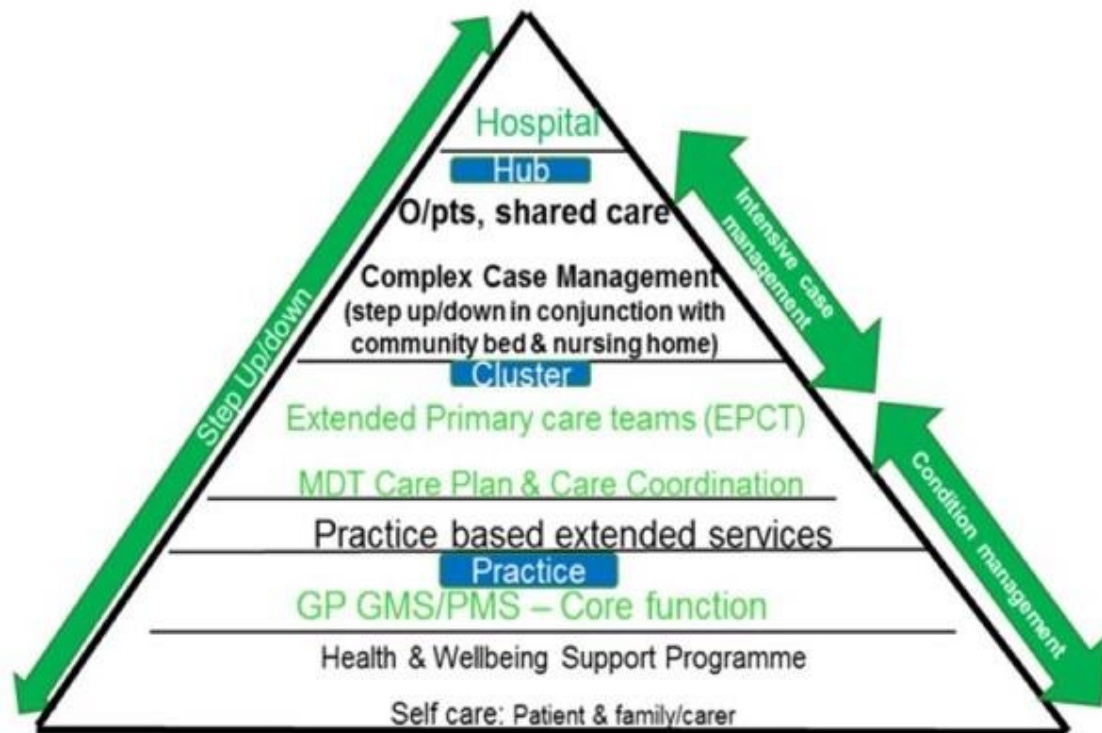 Hospital
Hub
O/pts, shared care
Complex Case Management
(step up/down in conjunction with
community bed & nursing home)
Cluster
Extended Primary care teams (EPCT)
MDT Care Plan & Care Coordination
Practice based extended services
Practice
GP GMS/PMS – Core function
Health & Wellbeing Support Programme
Self care: Patient & family/carer
Step Up/down
Intensive case
management
Condition management